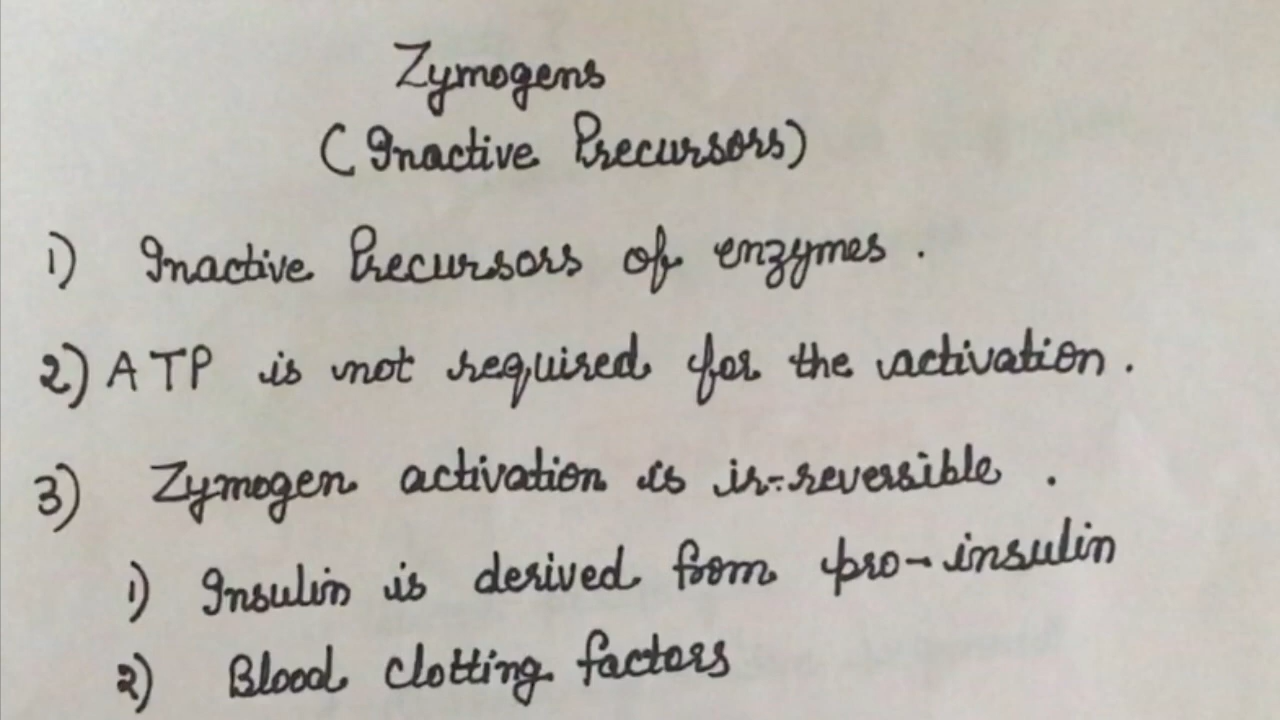 Zymogens
(Inactive Precursors)
1) Inactive Precursors of enzymes.
2) ATP is not required for the activation.
3) Zymogen activation is ir-reversible.
1) Insulin is derived from pro-insulin
2) Blood clotting factors